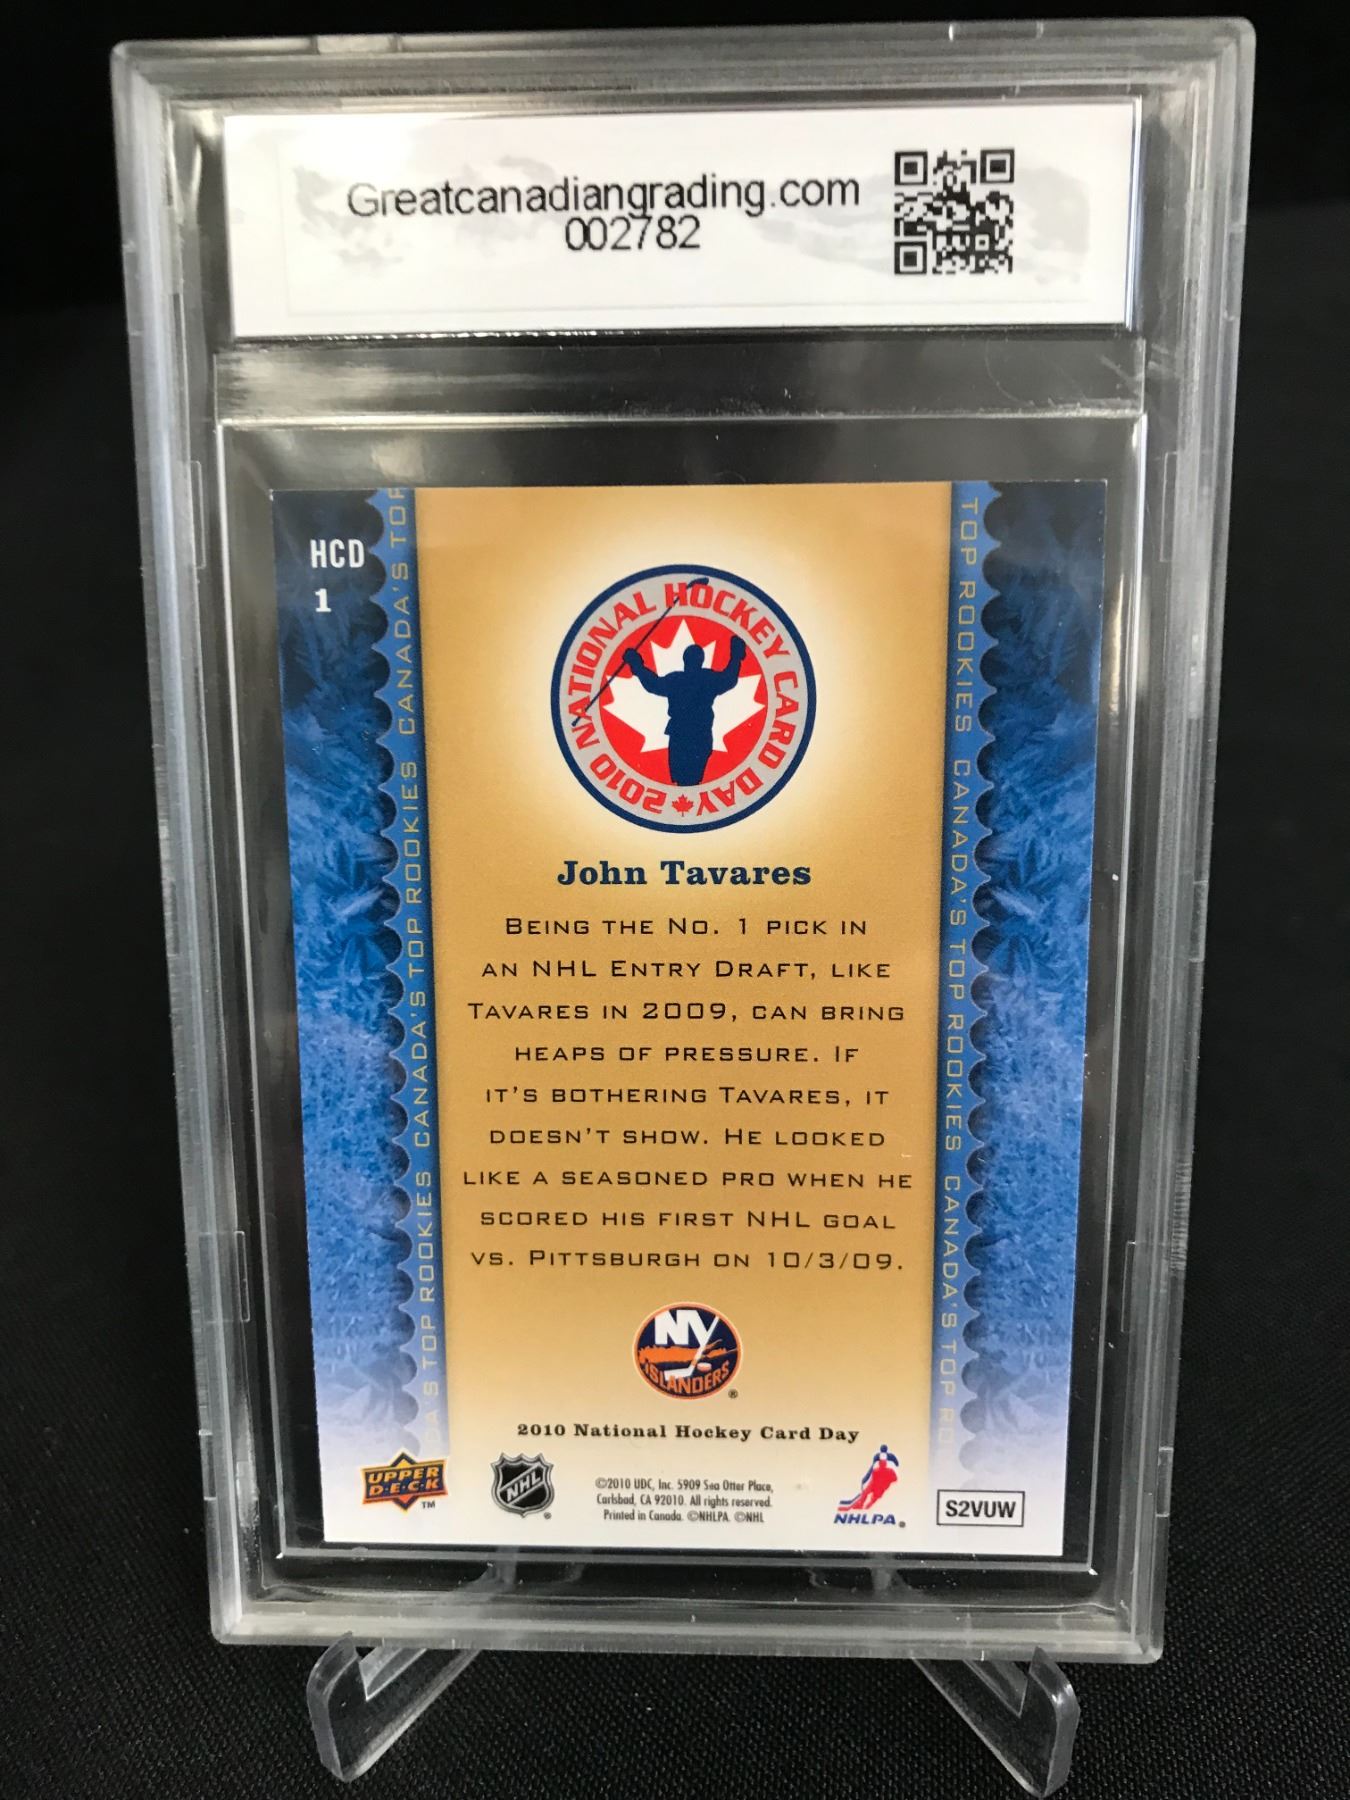 Greatcanadiangrading.com
002782
HCD
1
CANADA'S TOP ROOKIES CANADA'S TOP ROOKIES CANADA'S TOP
TOP ROOKIES CANADA'S TOP ROOKIES CANADA'S TOP RO
2010 NATIONAL HOCKEY CARD DAY
John Tavares
BEING THE NO. 1 PICK IN
AN NHL ENTRY DRAFT, LIKE
TAVARES IN 2009, CAN BRING
HEAPS OF PRESSURE. IF
IT'S BOTHERING TAVARES, IT
DOESN'T SHOW. HE LOOKED
LIKE A SEASONED PRO WHEN HE
SCORED HIS FIRST NHL GOAL
VS. PITTSBURGH ON 10/3/09.
NY
ISLANDERS
®
2010 National Hockey Card Day
UPPER
D·E·C·K
TM
NHL
®
©2010 UDC, Inc. 5909 Sea Otter Place,
Carlsbad, CA 92010. All rights reserved.
Printed in Canada. ©NHLPA ©NHL
NHLPA®
S2VUW